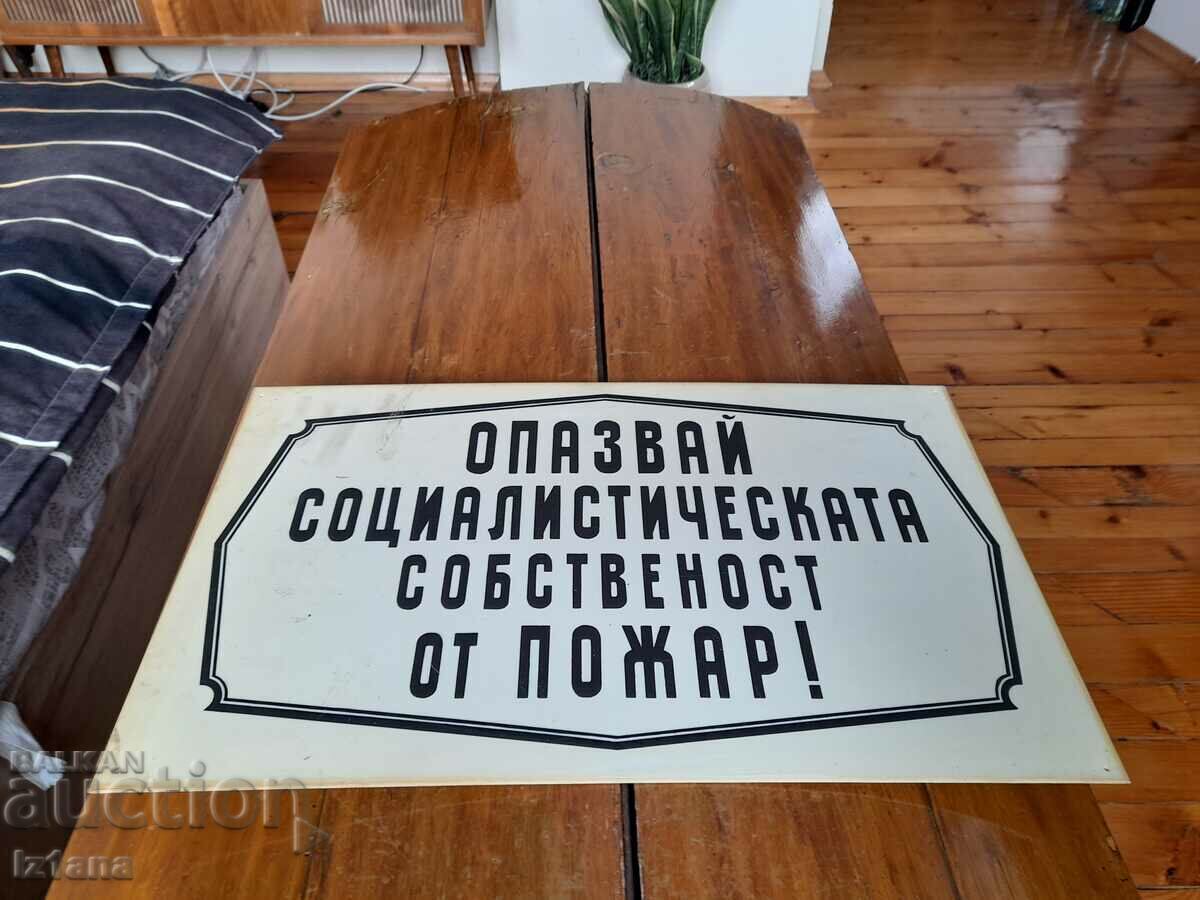 ОПАЗВАЙ
СОЦИАЛИСТИЧЕСКАТА
СОБСТВЕНОСТ
ОТ ПОЖАР!
BALKAN
auction
Iztana